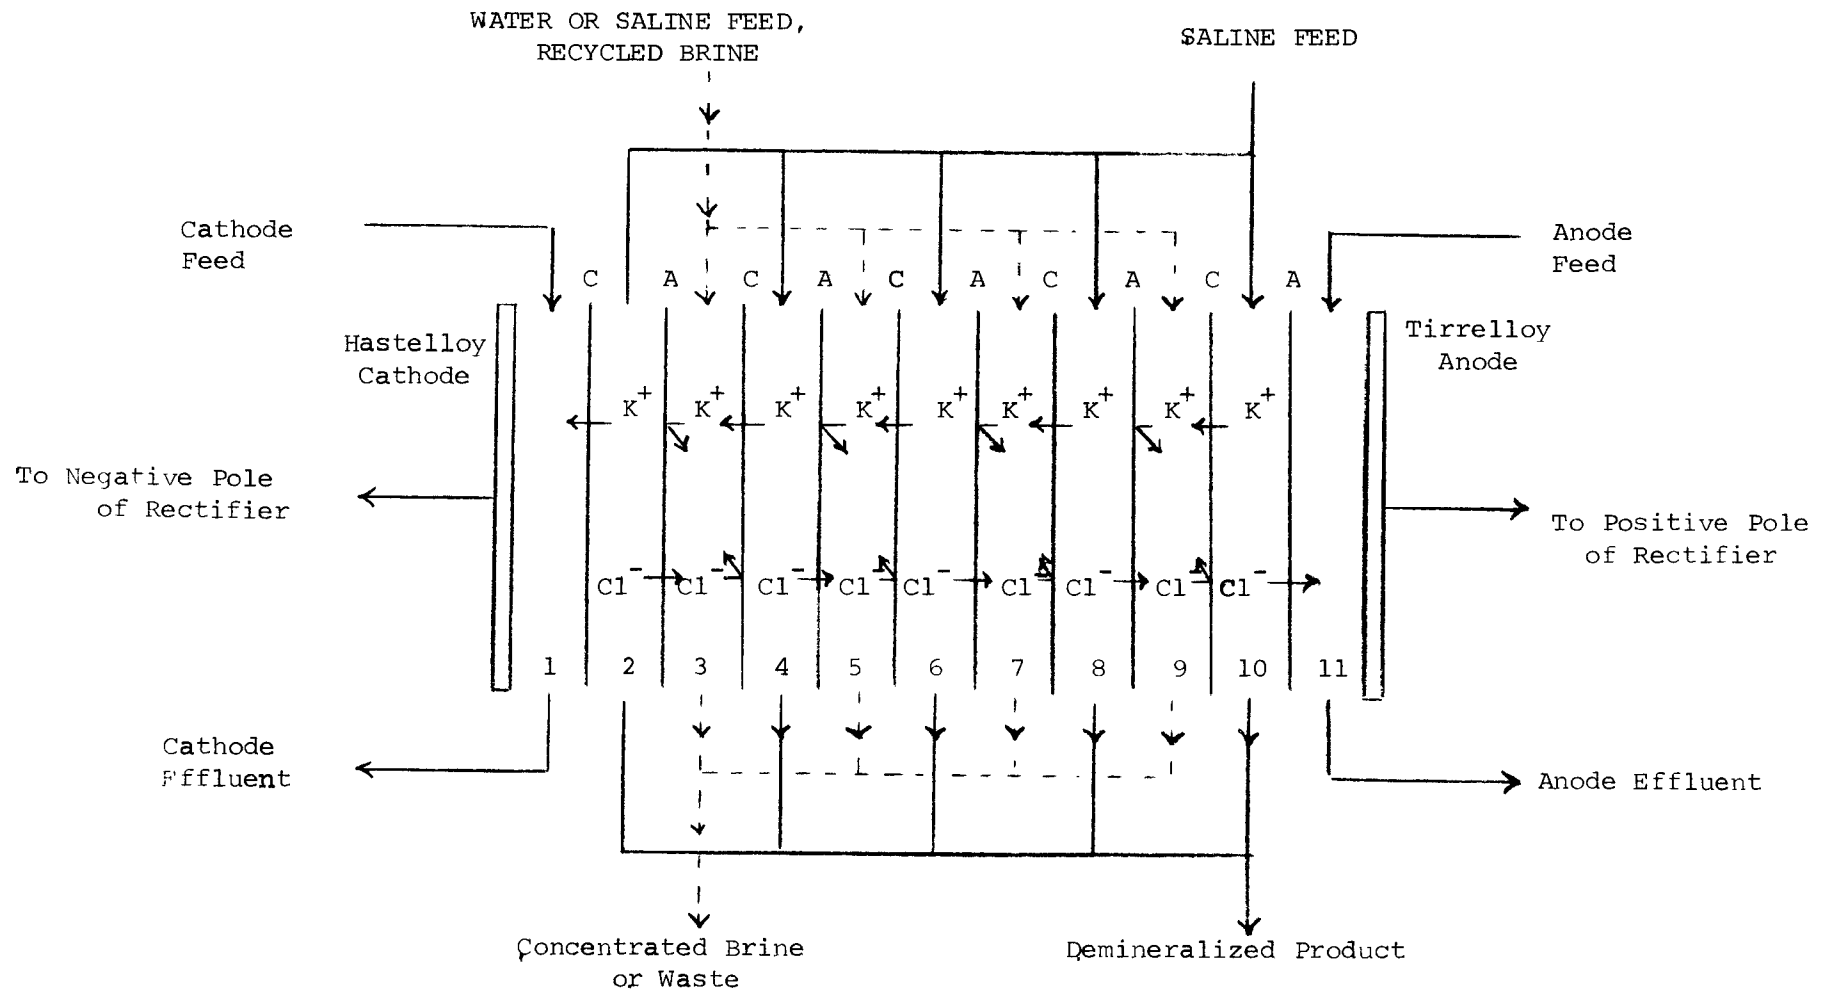 WATER OR SALINE FEED,
RECYCLED BRINE
SALINE FEED
Cathode
Feed
Anode
Feed
C A C A C A C A C A
Hastelloy
Cathode
Tirrelloy
Anode
K+ K+ K+ K+ K+ K+ K+ K+ K+
To Negative Pole
of Rectifier
To Positive Pole
of Rectifier
Cl- Cl- Cl- Cl- Cl- Cl- Cl- Cl- Cl-
1 2 3 4 5 6 7 8 9 10 11
Cathode
Effluent
Anode Effluent
Concentrated Brine
or Waste
Demineralized Product